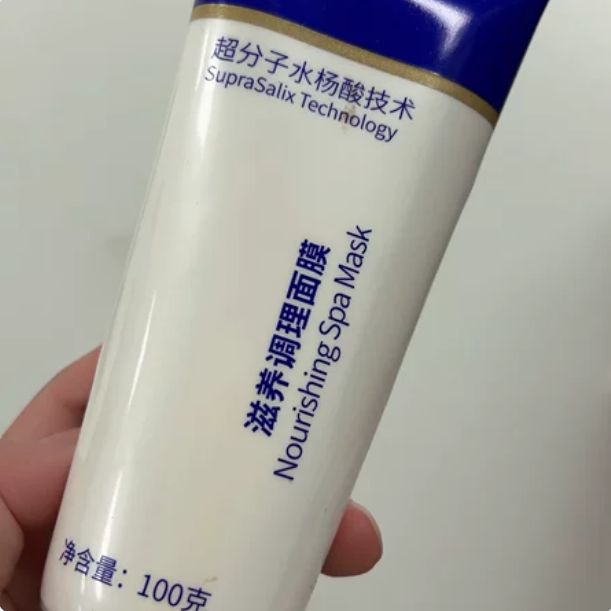 超分子水杨酸技术
SupraSalix Technology
滋养调理面膜
Nourishing Spa Mask
净含量：100克